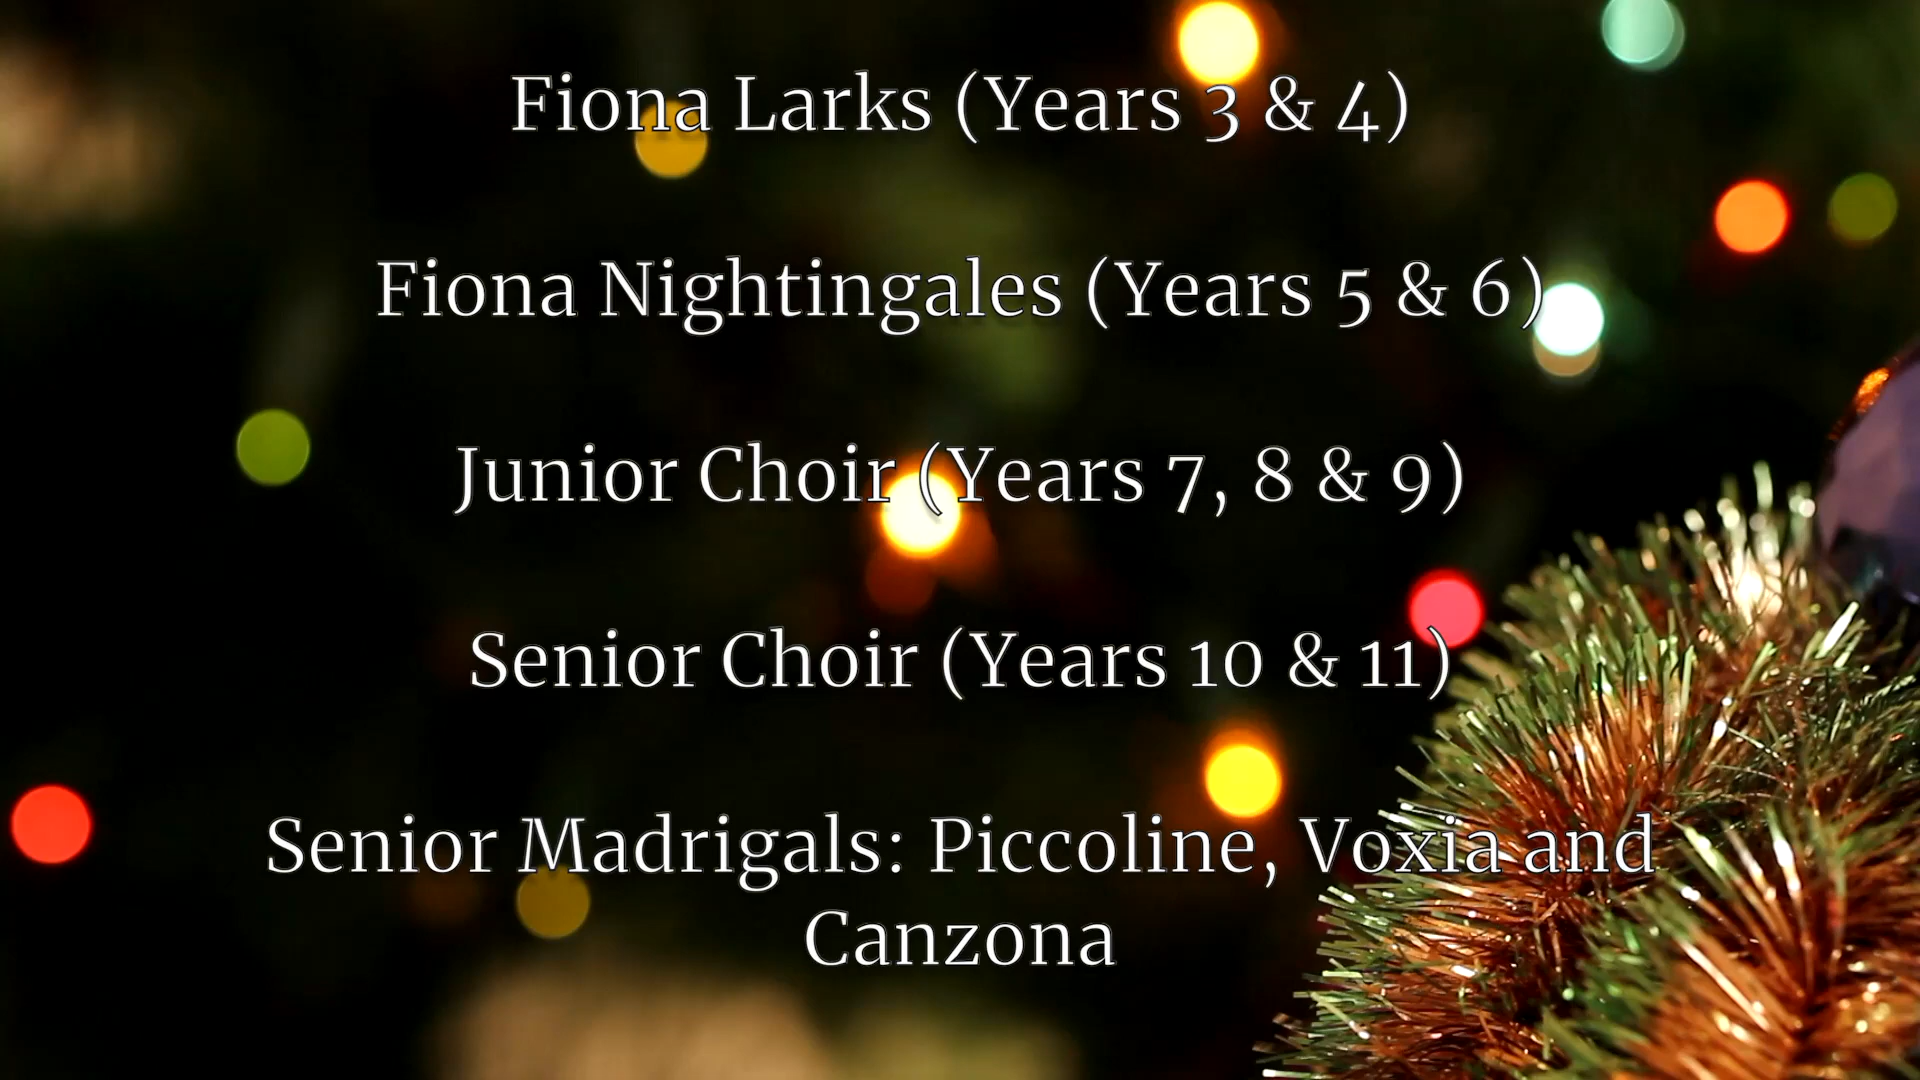 Fiona Larks (Years 3 & 4)
Fiona Nightingales (Years 5 & 6)
Junior Choir (Years 7, 8 & 9)
Senior Choir (Years 10 & 11)
Senior Madrigals: Piccoline, Voxia and
Canzona